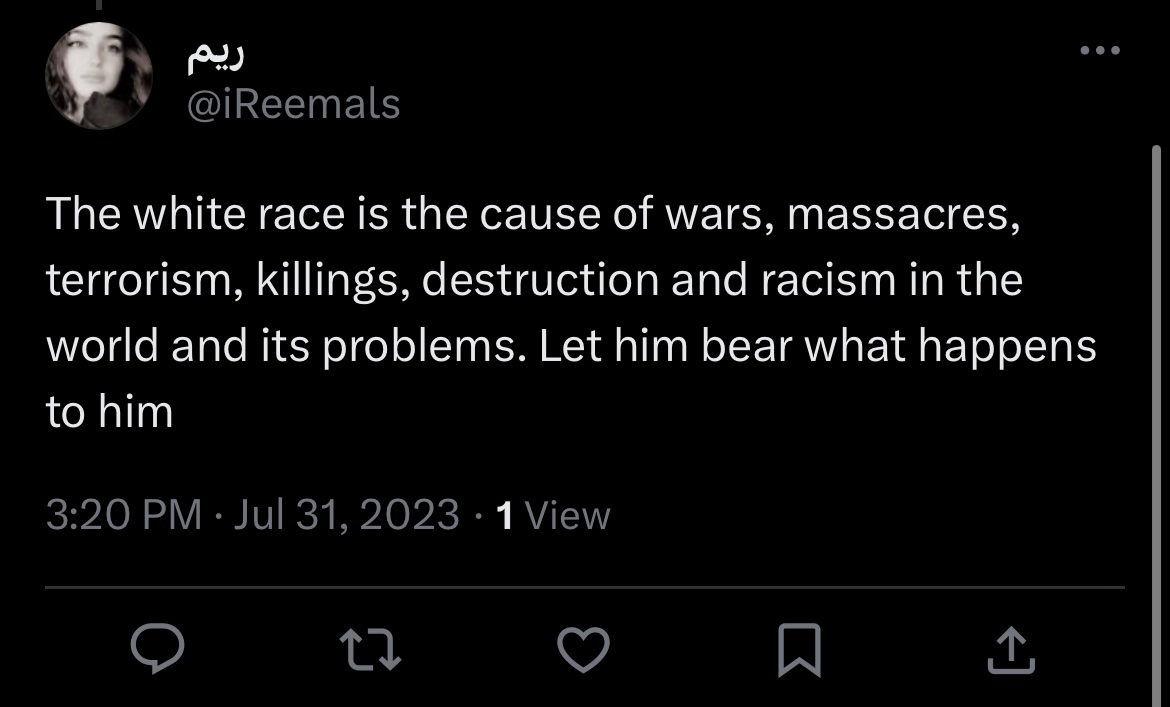 ريم
@iReemals
The white race is the cause of wars, massacres,
terrorism, killings, destruction and racism in the
world and its problems. Let him bear what happens
to him
3:20 PM · Jul 31, 2023 · 1 View